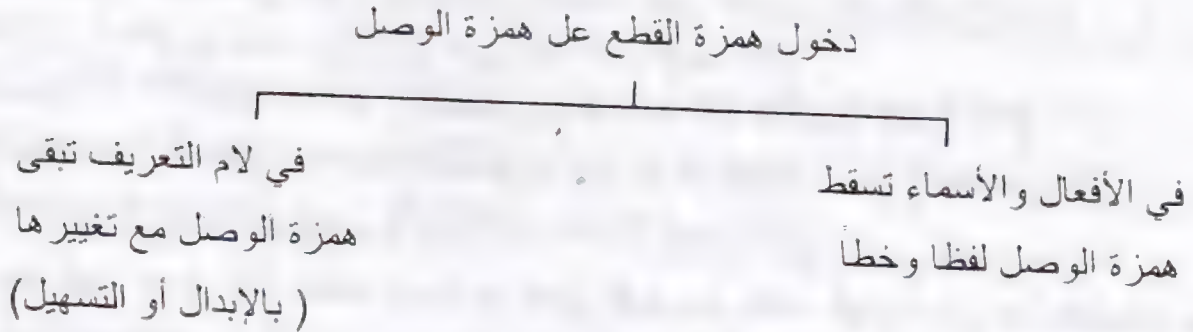 دخول همزة القطع عل همزة الوصل
في الأفعال والأسماء تسقط
همزة الوصل لفظا وخطا
في لام التعريف تبقى
همزة الوصل مع تغييرها
( بالإبدال أو التسهيل)